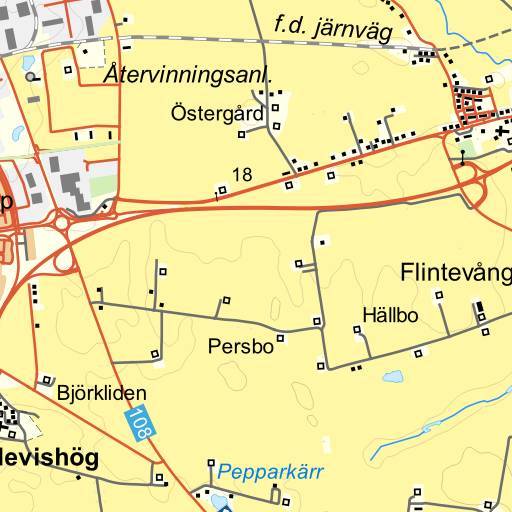 f.d. järnväg
Återvinningsanl.
Östergård
18
p
Flintevång
Hällbo
Persbo
Björkliden
108
levishög
Pepparkärr